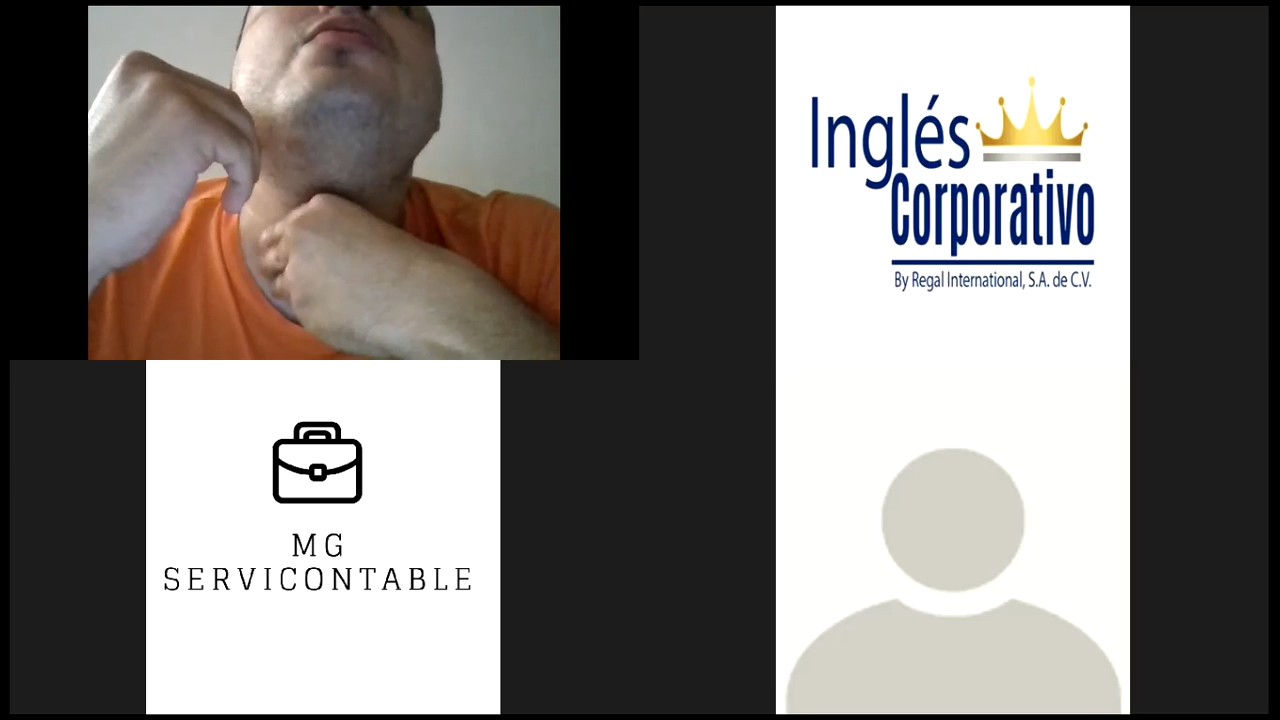 Inglés
Corporativo
By Regal International, S.A. de C.V.
MG
SERVICONTABLE